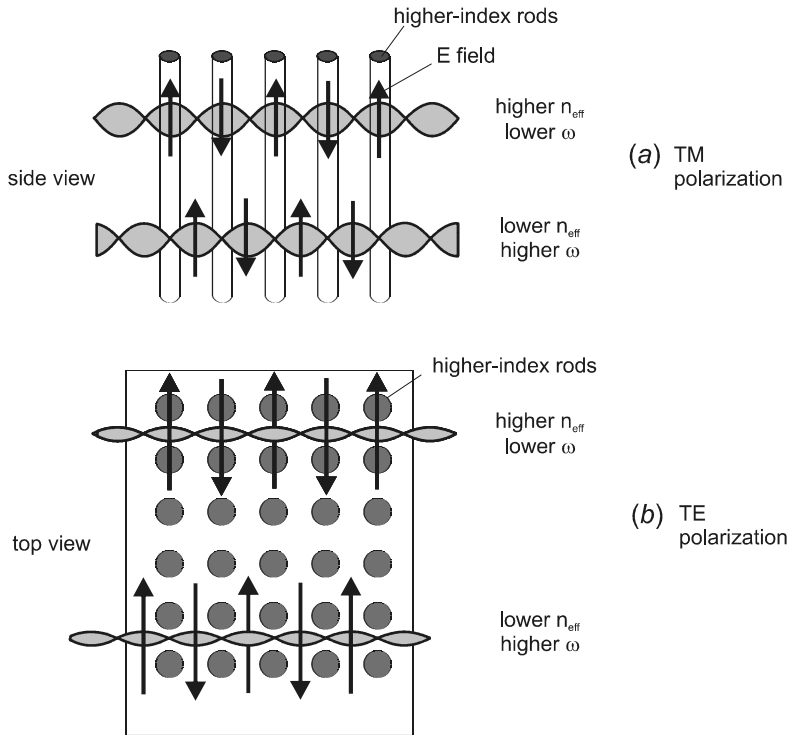 higher-index rods
E field
higher n_eff
lower ω
(a) TM
polarization
side view
lower n_eff
higher ω
higher-index rods
higher n_eff
lower ω
(b) TE
polarization
top view
lower n_eff
higher ω